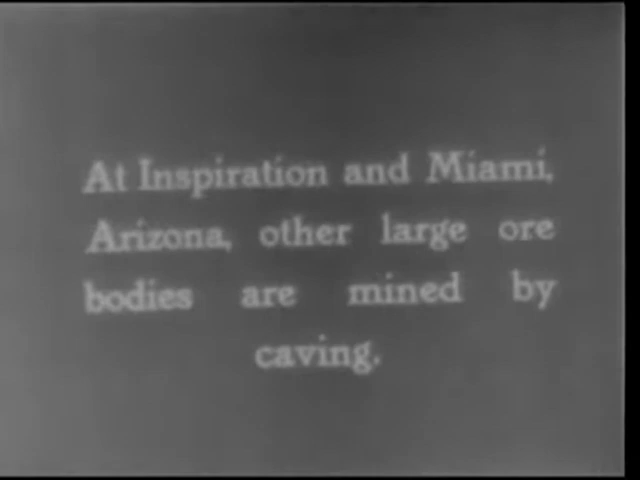 At Inspiration and Miami,
Arizona, other large ore
bodies are mined by
caving.